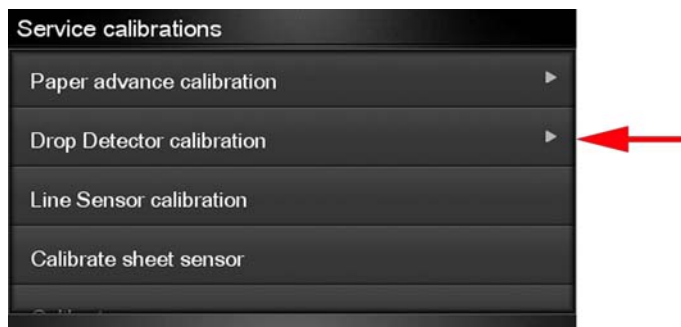 Service calibrations
Paper advance calibration
Drop Detector calibration
Line Sensor calibration
Calibrate sheet sensor